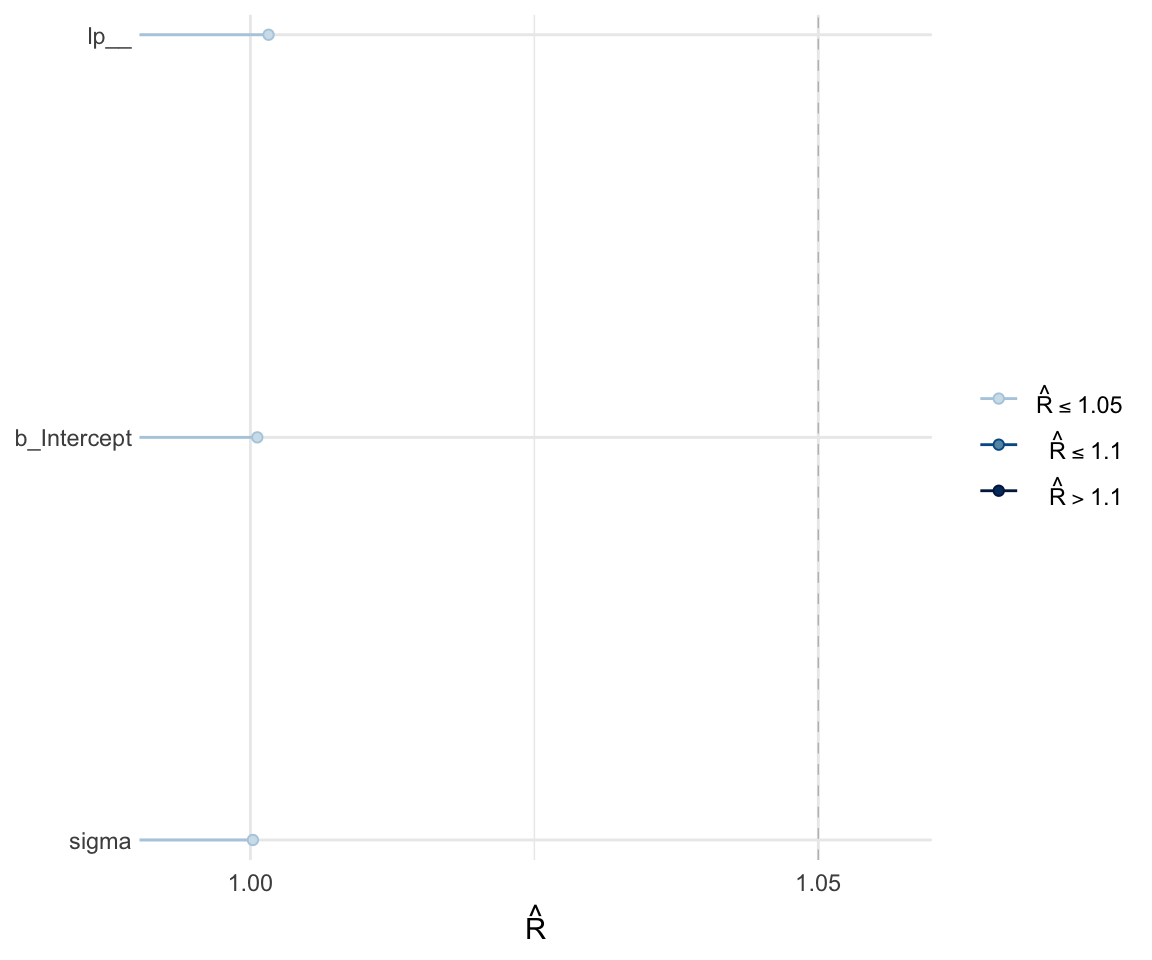 lp__
b_Intercept
sigma
1.00
1.05
R̂
R̂ ≤ 1.05
R̂ ≤ 1.1
R̂ > 1.1